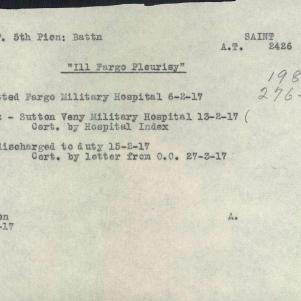 . 5th Pion: Battn SAINT
A.T. 2426
"Ill Fargo Pleurisy"
198
276-
ted Fargo Military Hospital 6-2-17
: - Sutton Veny Military Hospital 13-2-17 (
Cert. by Hospital Index
discharged to duty 15-2-17
Cert. by letter from O.C. 27-3-17
on A.
-17